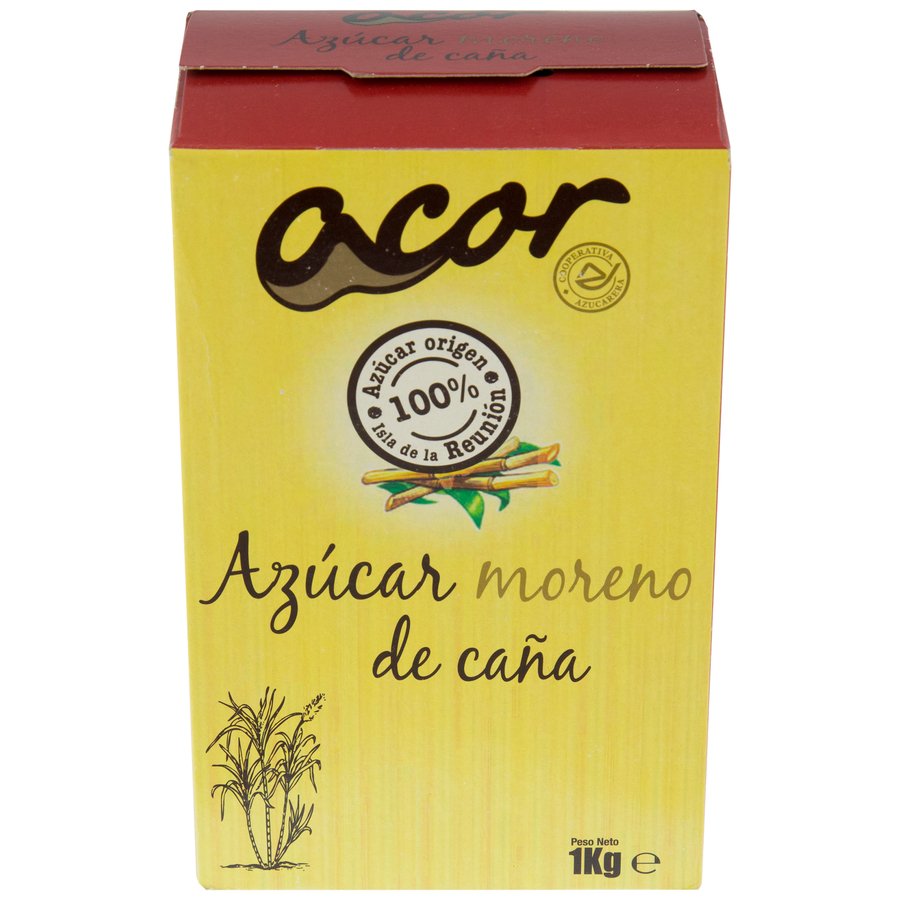 acor
Azúcar moreno
de caña
acor
COOPERATIVA
AZUCARERA
Azúcar origen
100%
Isla de la Reunión
Azúcar moreno
de caña
Peso Neto
1Kg ℮